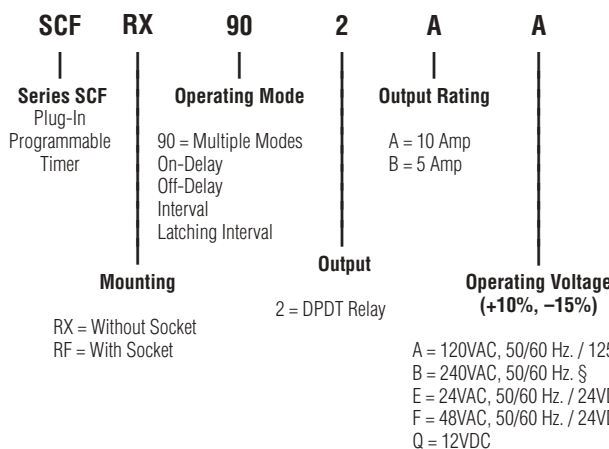 SCF RX 90 2 A A
Series SCF
Plug-In
Programmable
Timer
Operating Mode
90 = Multiple Modes
On-Delay
Off-Delay
Interval
Latching Interval
Output Rating
A = 10 Amp
B = 5 Amp
Mounting
RX = Without Socket
RF = With Socket
Output
2 = DPDT Relay
Operating Voltage
(+10%, –15%)
A = 120VAC, 50/60 Hz. /
B = 240VAC, 50/60 Hz. §
E = 24VAC, 50/60 Hz. /
F = 48VAC, 50/60 Hz. /
Q = 12VDC